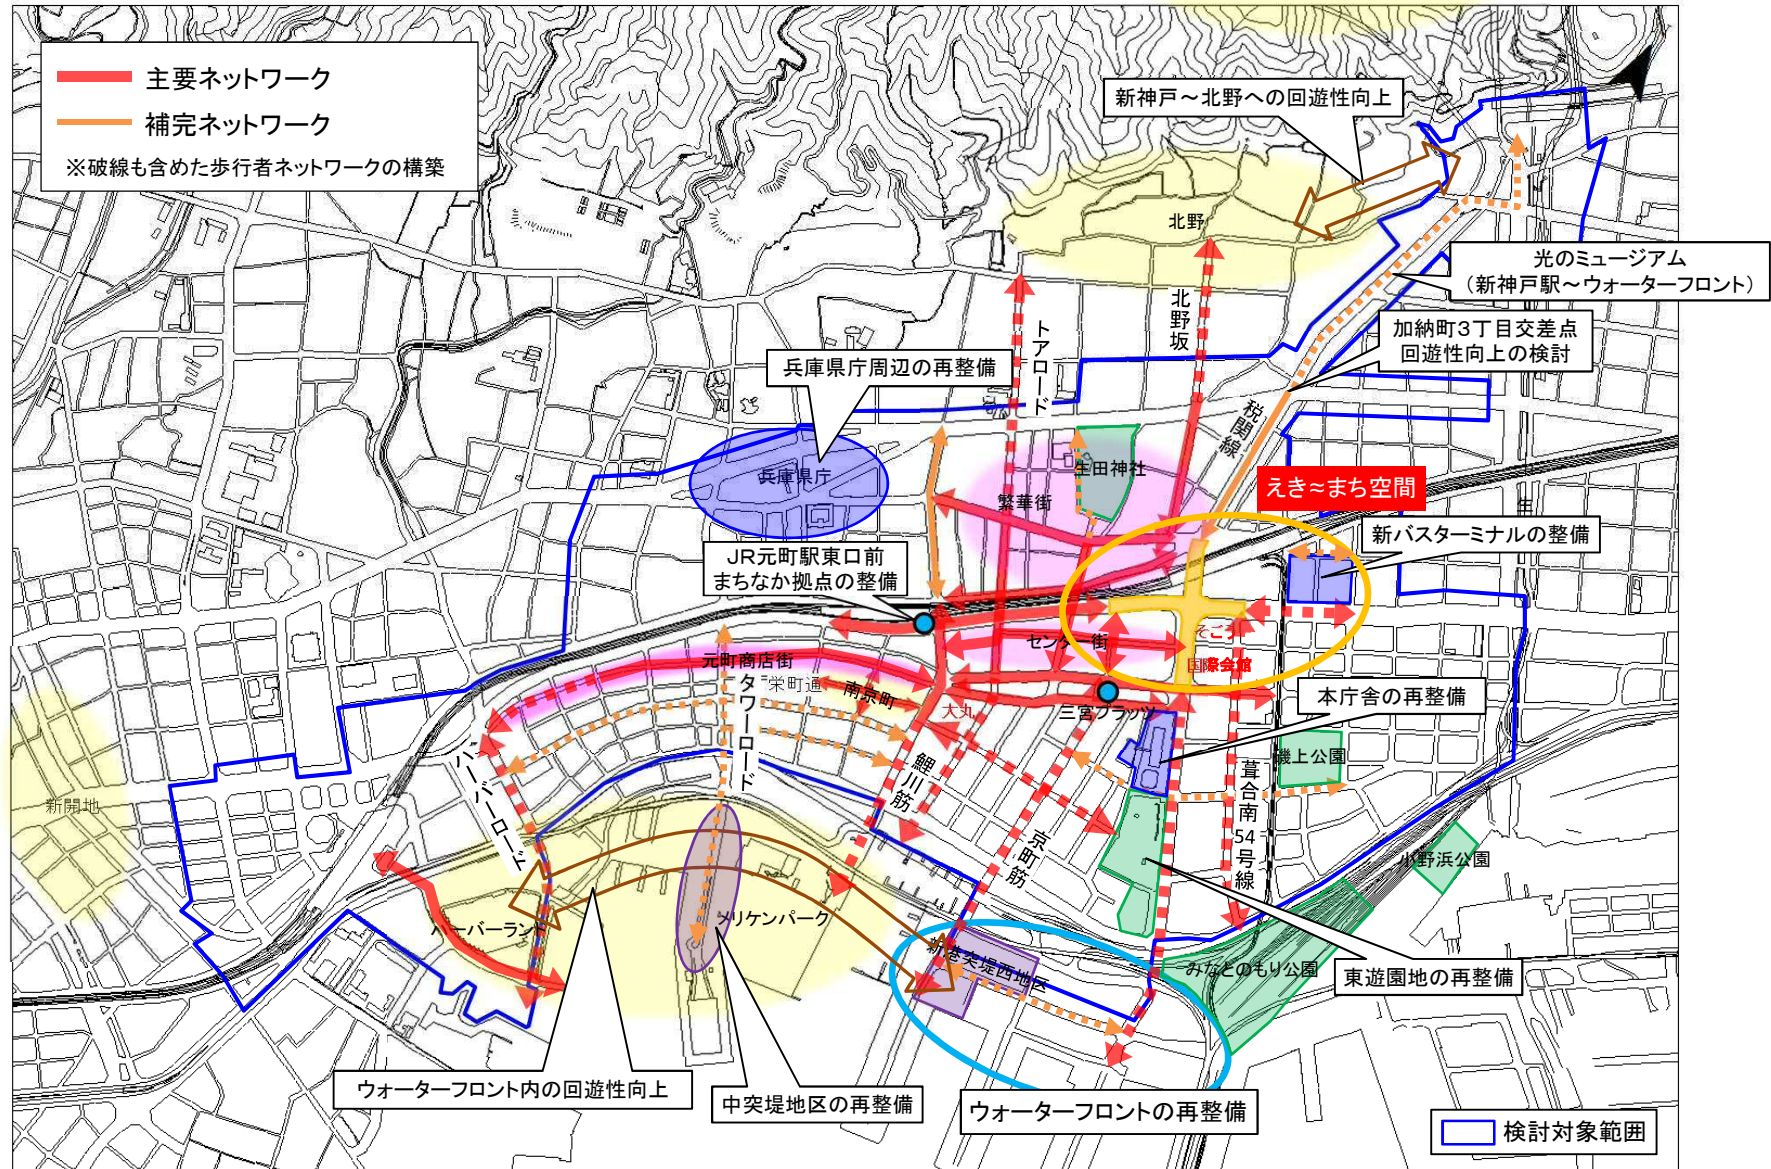 主要ネットワーク
補完ネットワーク
※破線も含めた歩行者ネットワークの構築
新神戸～北野への回遊性向上
北野
光のミュージアム
（新神戸駅～ウォーターフロント）
加納町3丁目交差点
回遊性向上の検討
北野坂
トアロード
兵庫県庁周辺の再整備
税関線
兵庫県庁
生田神社
繁華街
えき≈まち空間
新バスターミナルの整備
JR元町駅東口前
まちなか拠点の整備
そごう
センター街
国際会館
元町商店街
栄町通
南京町
大丸
三宮プラッツ
本庁舎の再整備
タワーロード
ハーバーロード
鯉川筋
京町筋
葺合南54号線
磯上公園
新開地
小野浜公園
ハーバーランド
メリケンパーク
新港突堤西地区
みなとのもり公園
東遊園地の再整備
ウォーターフロント内の回遊性向上
中突堤地区の再整備
ウォーターフロントの再整備
検討対象範囲